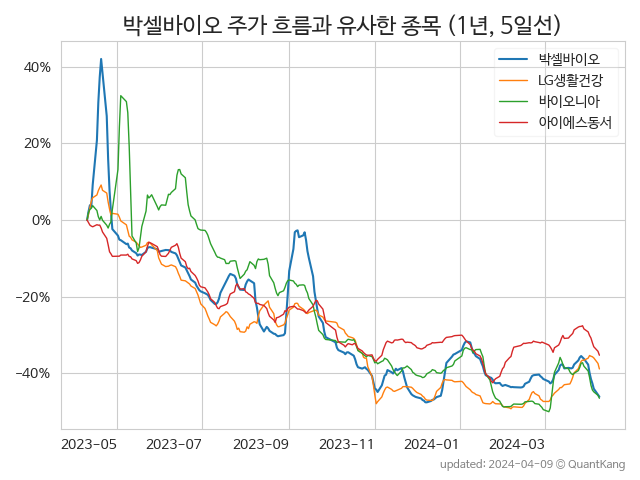 박셀바이오 주가 흐름과 유사한 종목 (1년, 5일선)
박셀바이오
LG생활건강
바이오니아
아이에스동서
40%
20%
0%
−20%
−40%
2023-05 2023-07 2023-09 2023-11 2024-01 2024-03
updated: 2024-04-09 © QuantKang